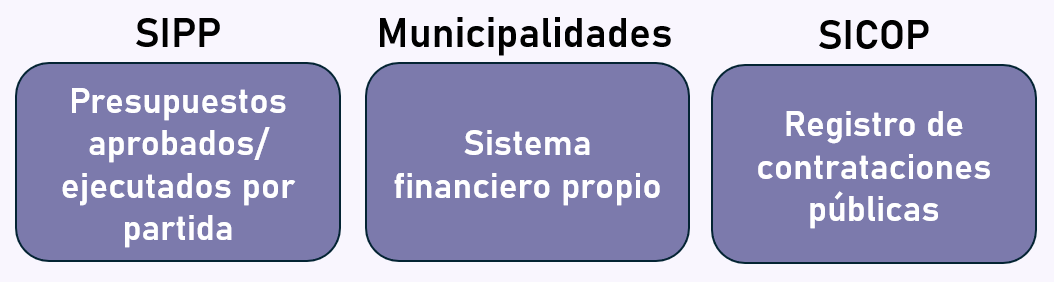 SIPP
Presupuestos
aprobados/
ejecutados por
partida
Municipalidades
Sistema
financiero propio
SICOP
Registro de
contrataciones
públicas